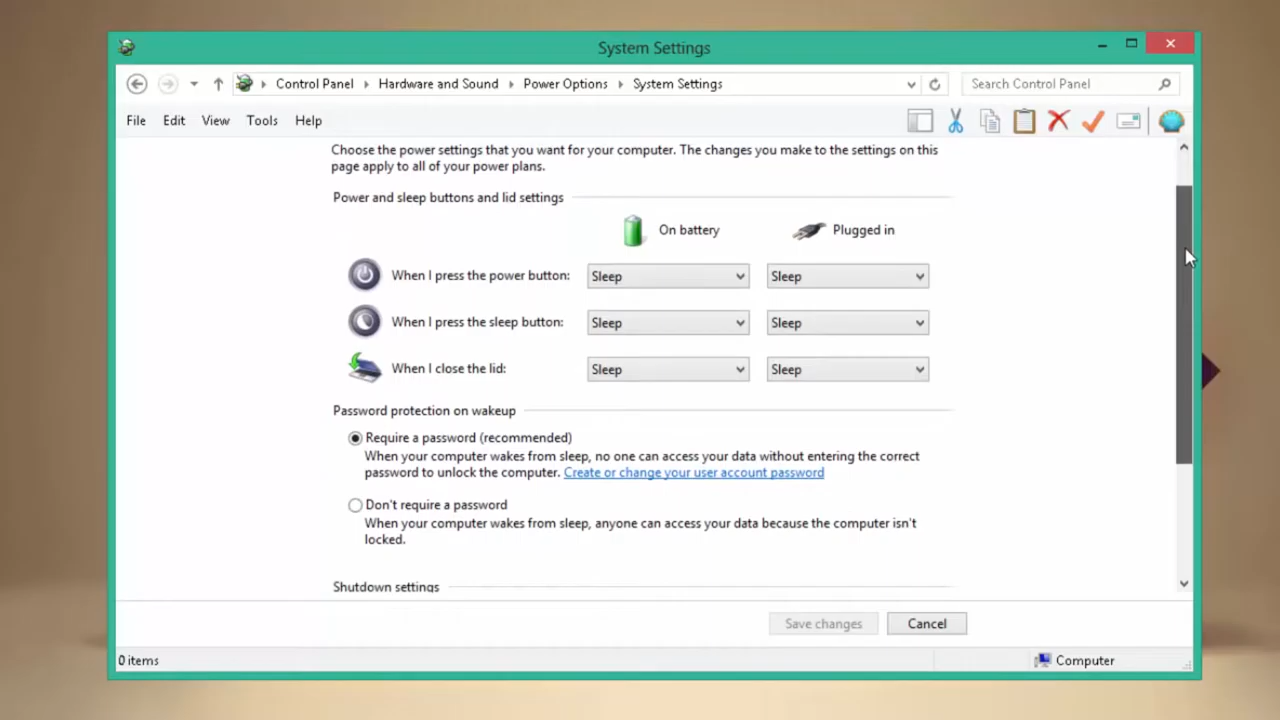 System Settings
Control Panel Hardware and Sound Power Options System Settings Search Control Panel
File Edit View Tools Help
Choose the power settings that you want for your computer. The changes you make to the settings on this
page apply to all of your power plans.
Power and sleep buttons and lid settings
On battery Plugged in
When I press the power button: Sleep Sleep
When I press the sleep button: Sleep Sleep
When I close the lid: Sleep Sleep
Password protection on wakeup
Require a password (recommended)
When your computer wakes from sleep, no one can access your data without entering the correct
password to unlock the computer. Create or change your user account password
Don't require a password
When your computer wakes from sleep, anyone can access your data because the computer isn't
locked.
Shutdown settings
Save changes Cancel
0 items Computer